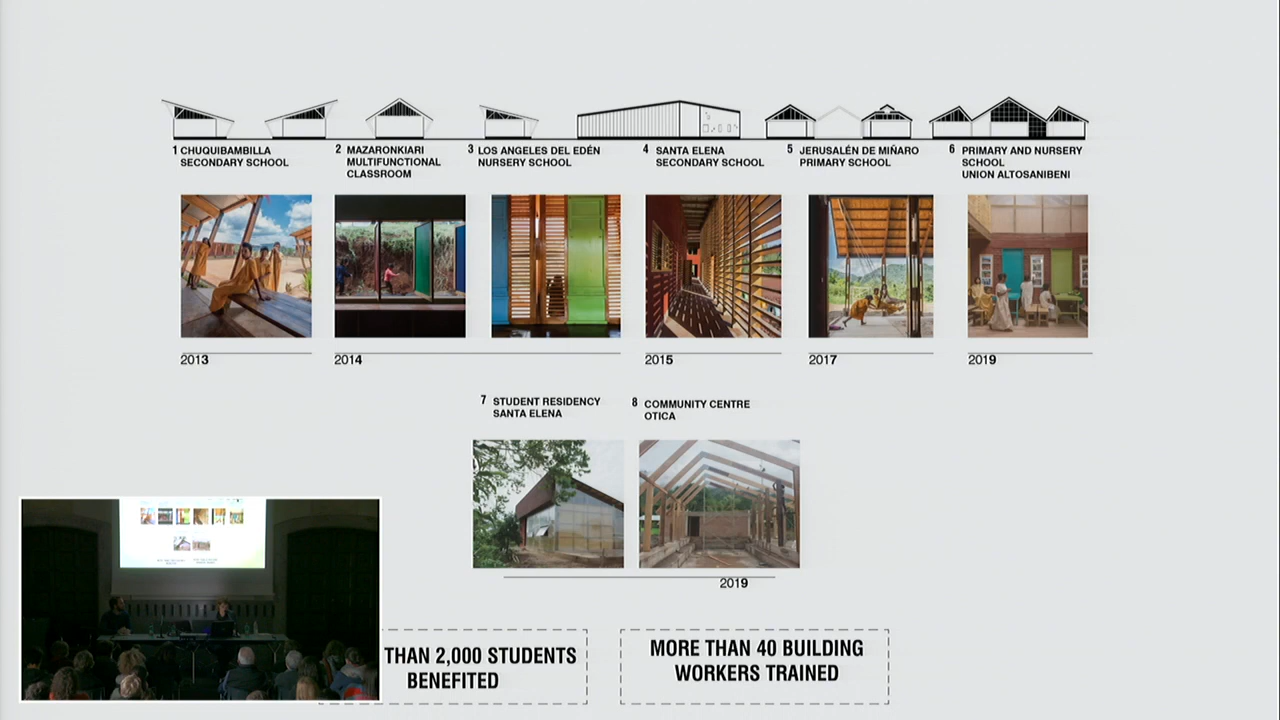 1 CHUQUIBAMBILLA
SECONDARY SCHOOL
2 MAZARONKIARI
MULTIFUNCTIONAL
CLASSROOM
3 LOS ANGELES DEL EDÉN
NURSERY SCHOOL
4 SANTA ELENA
SECONDARY SCHOOL
5 JERUSALÉN DE MIÑARO
PRIMARY SCHOOL
6 PRIMARY AND NURSERY
SCHOOL
UNION ALTOSANIBENI
2013
2014
2015
2017
2019
7 STUDENT RESIDENCY
SANTA ELENA
8 COMMUNITY CENTRE
OTICA
2019
THAN 2,000 STUDENTS
BENEFITED
MORE THAN 40 BUILDING
WORKERS TRAINED